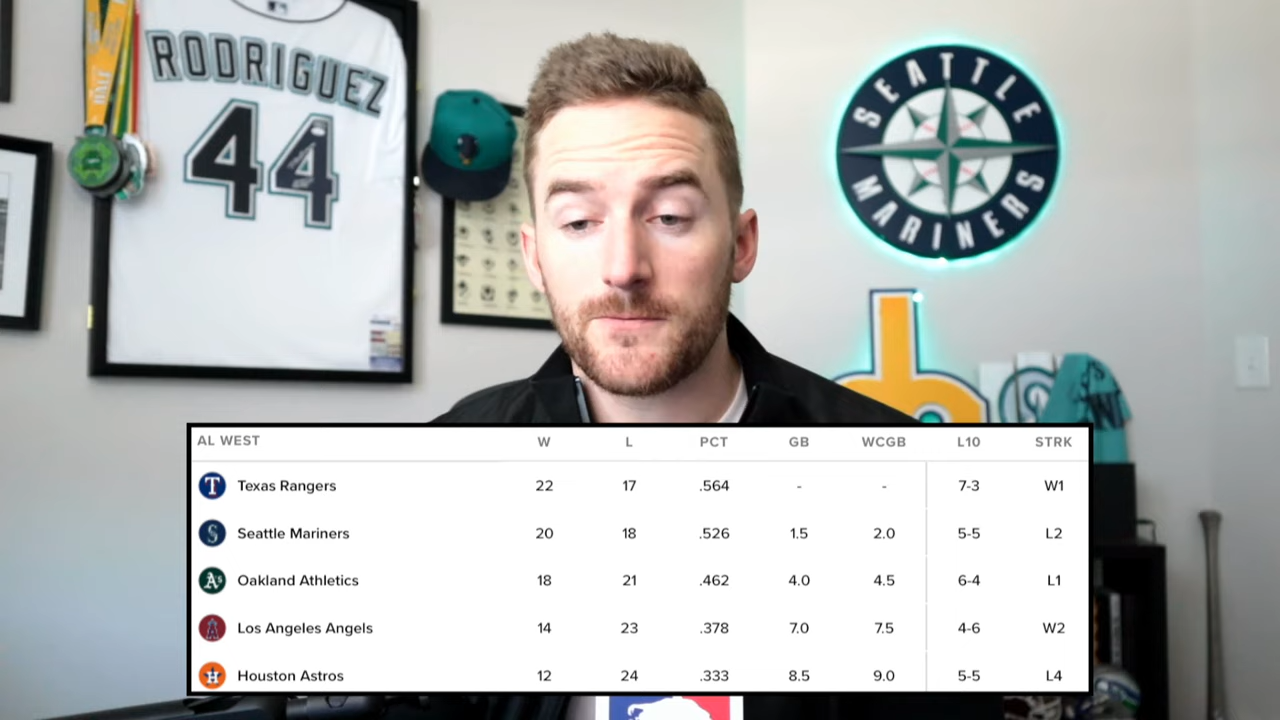 RODRIGUEZ
44
SEATTLE
MARINERS
AL WEST W L PCT GB WCGB L10 STRK
Texas Rangers 22 17 .564 - - 7-3 W1
Seattle Mariners 20 18 .526 1.5 2.0 5-5 L2
Oakland Athletics 18 21 .462 4.0 4.5 6-4 L1
Los Angeles Angels 14 23 .378 7.0 7.5 4-6 W2
Houston Astros 12 24 .333 8.5 9.0 5-5 L4